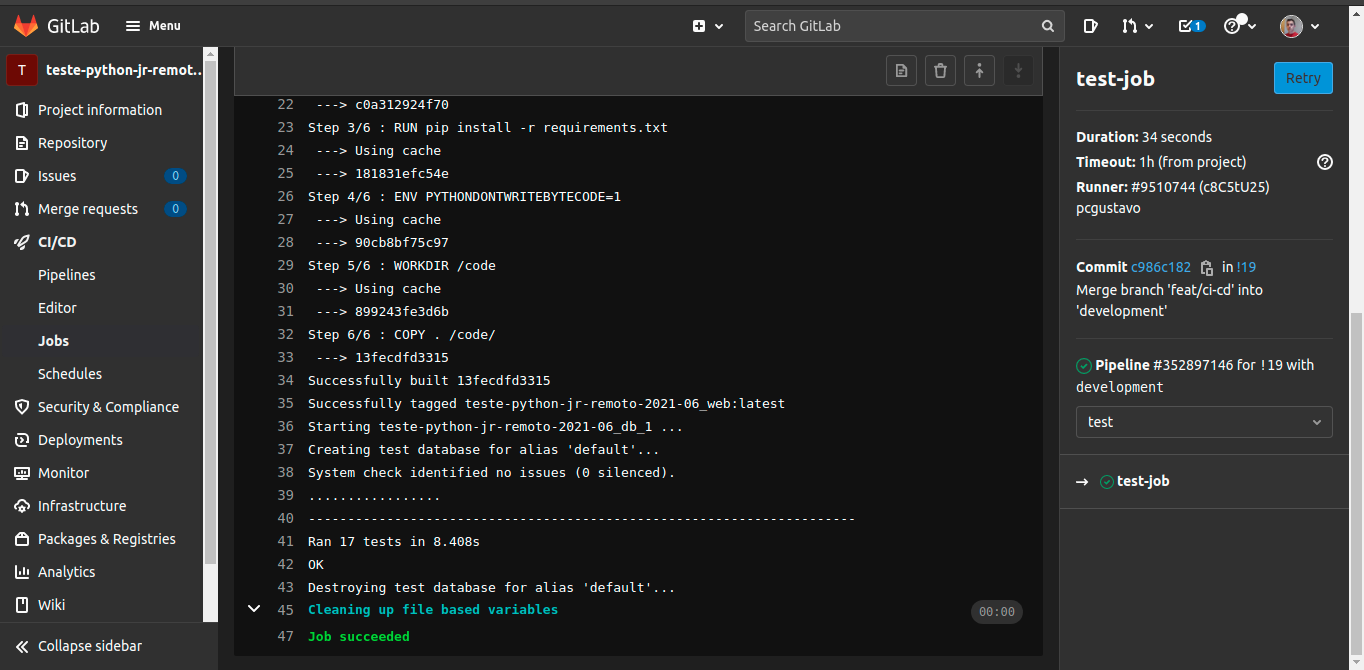 GitLab
Menu
Search GitLab
1
T
teste-python-jr-remot..
Project information
Repository
Issues
0
Merge requests
0
CI/CD
Pipelines
Editor
Jobs
Schedules
Security & Compliance
Deployments
Monitor
Infrastructure
Packages & Registries
Analytics
Wiki
Collapse sidebar
22 ---> c0a312924f70
23 Step 3/6 : RUN pip install -r requirements.txt
24 ---> Using cache
25 ---> 181831efc54e
26 Step 4/6 : ENV PYTHONDONTWRITEBYTECODE=1
27 ---> Using cache
28 ---> 90cb8bf75c97
29 Step 5/6 : WORKDIR /code
30 ---> Using cache
31 ---> 899243fe3d6b
32 Step 6/6 : COPY . /code/
33 ---> 13fecdfd3315
34 Successfully built 13fecdfd3315
35 Successfully tagged teste-python-jr-remoto-2021-06_web:latest
36 Starting teste-python-jr-remoto-2021-06_db_1 ...
37 Creating test database for alias 'default'...
38 System check identified no issues (0 silenced).
39 .................
40 ----------------------------------------------------------------------
41 Ran 17 tests in 8.408s
42 OK
43 Destroying test database for alias 'default'...
45 Cleaning up file based variables
00:00
47 Job succeeded
test-job
Retry
Duration: 34 seconds
Timeout: 1h (from project)
Runner: #9510744 (c8C5tU25)
pcgustavo
Commit c986c182 in !19
Merge branch 'feat/ci-cd' into
'development'
Pipeline #352897146 for !19 with
development
test
→ test-job